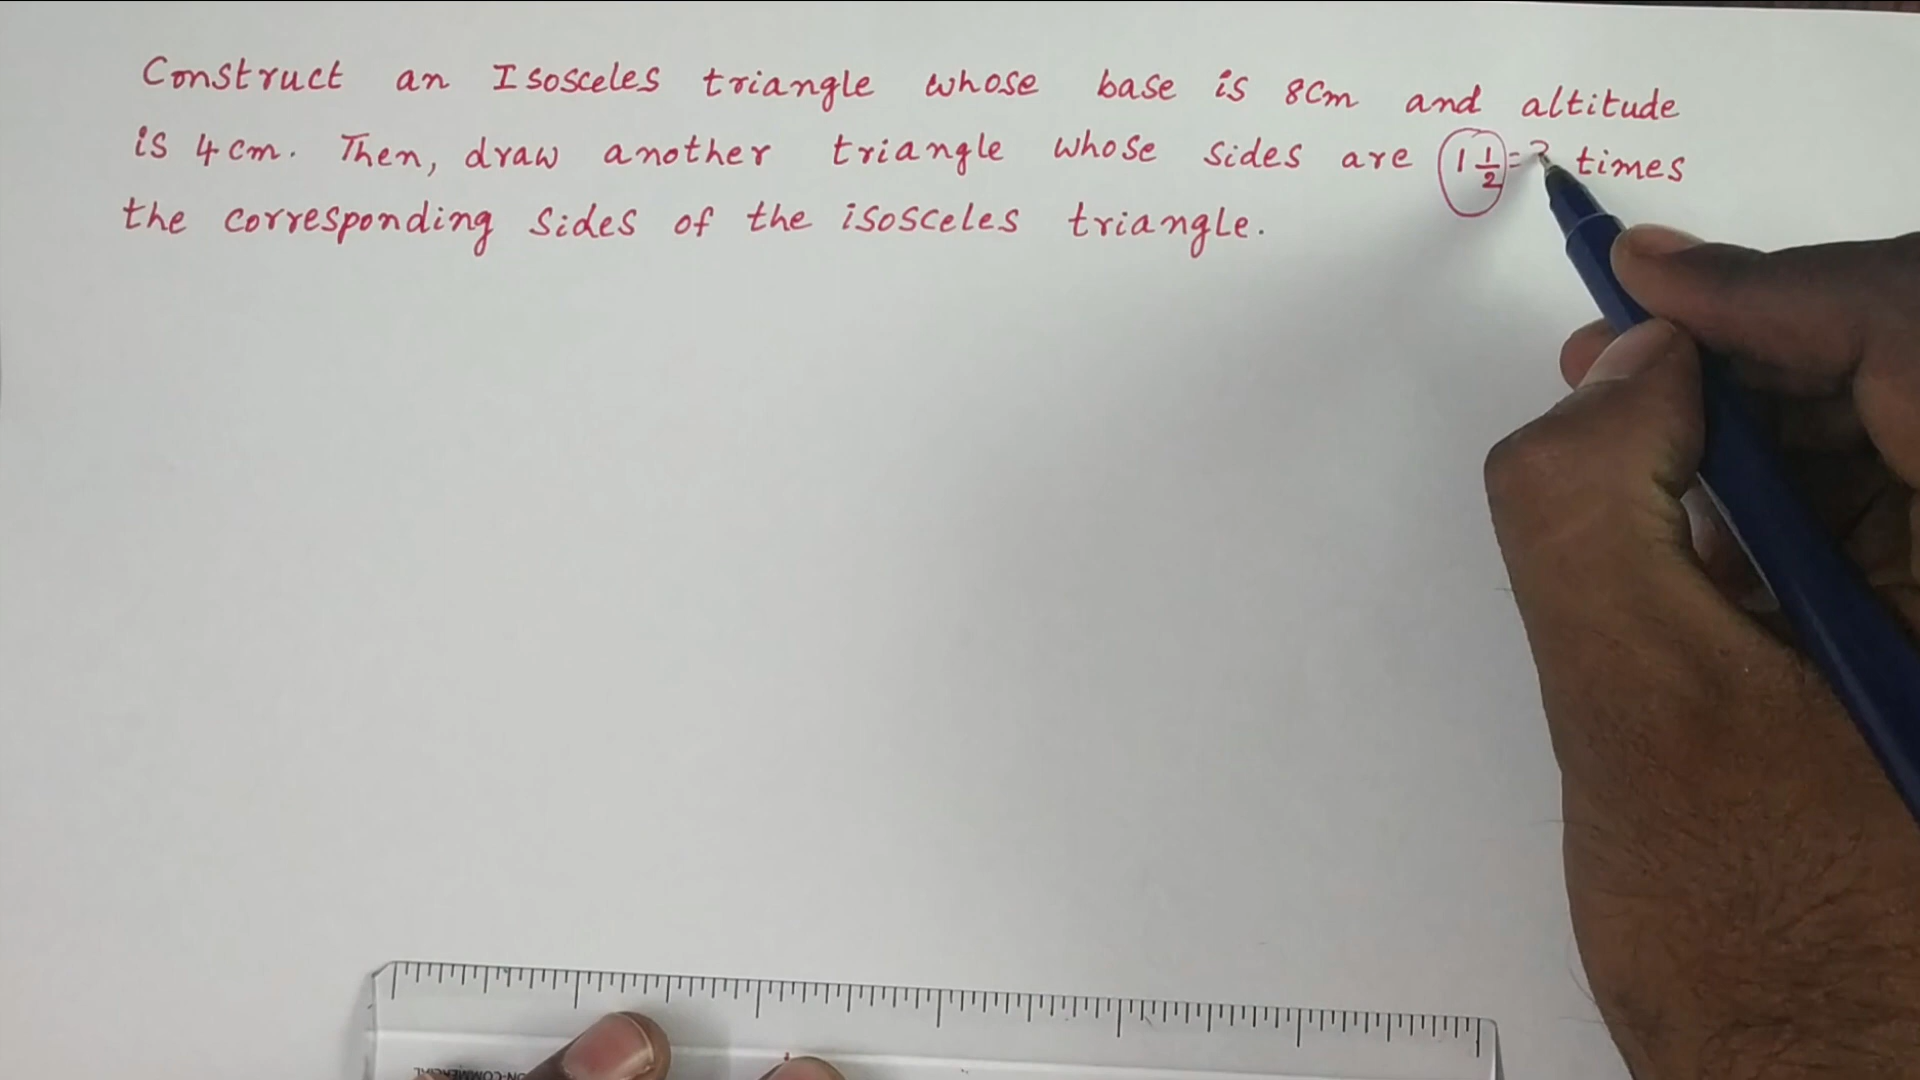 Construct an Isosceles triangle whose base is 8cm and altitude
is 4cm. Then, draw another triangle whose sides are 1 1/2 = 3 times
the corresponding sides of the isosceles triangle.